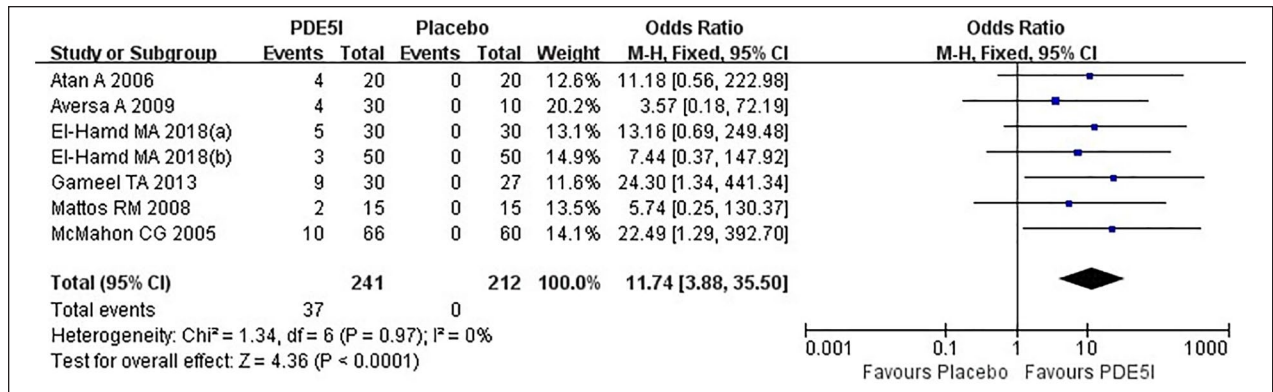 PDE5I Placebo Odds Ratio Odds Ratio
Study or Subgroup Events Total Events Total Weight M-H, Fixed, 95% CI M-H, Fixed, 95% CI
Atan A 2006 4 20 0 20 12.6% 11.18 [0.56, 222.98]
Aversa A 2009 4 30 0 10 20.2% 3.57 [0.18, 72.19]
El-Hamd MA 2018(a) 5 30 0 30 13.1% 13.16 [0.69, 249.48]
El-Hamd MA 2018(b) 3 50 0 50 14.9% 7.44 [0.37, 147.92]
Gameel TA 2013 9 30 0 27 11.6% 24.30 [1.34, 441.34]
Mattos RM 2008 2 15 0 15 13.5% 5.74 [0.25, 130.37]
McMahon CG 2005 10 66 0 60 14.1% 22.49 [1.29, 392.70]
Total (95% CI) 241 212 100.0% 11.74 [3.88, 35.50]
Total events 37 0
Heterogeneity: Chi² = 1.34, df = 6 (P = 0.97); I² = 0%
Test for overall effect: Z = 4.36 (P < 0.0001)
0.001 0.1 1 10 1000
Favours Placebo Favours PDE5I